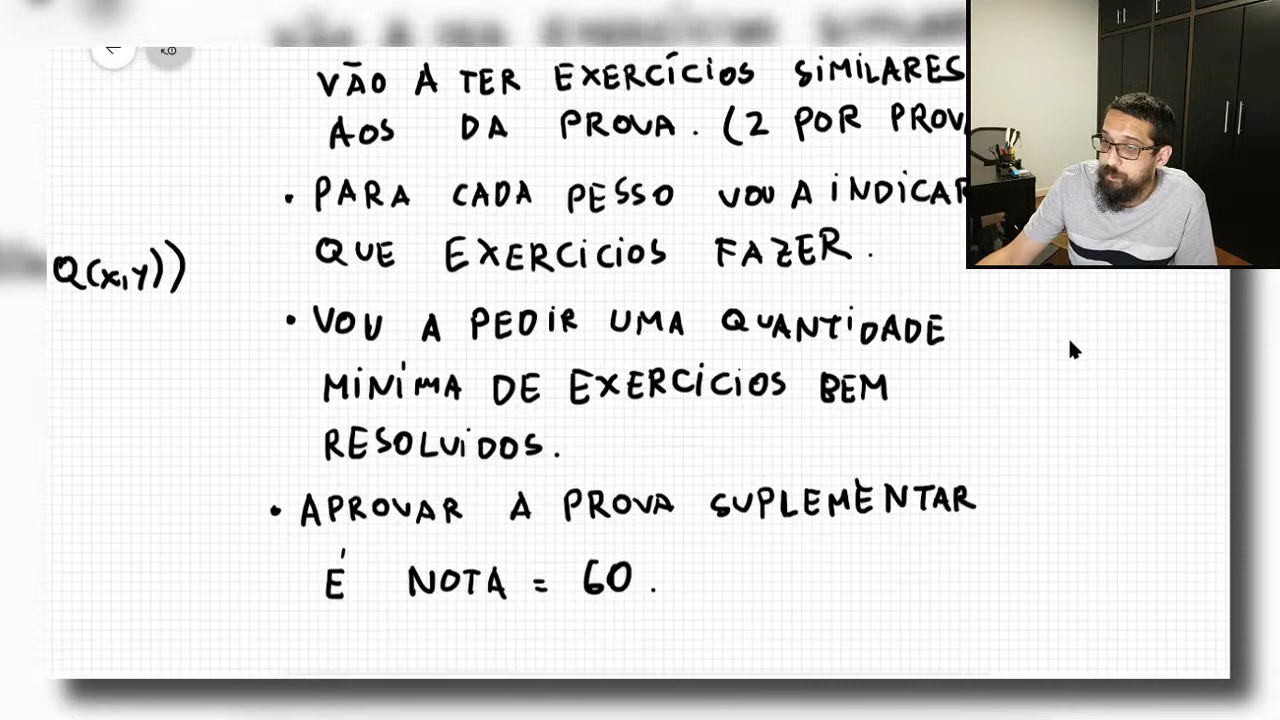 VÃO A TER EXERCÍCIOS SIMILARES
AOS DA PROVA. (2 POR PROV
• PARA CADA PESSO VOU A INDICAR
QUE EXERCICIOS FAZER.
Q(x,y))
• VOU A PEDIR UMA QUANTIDADE
MINÍMA DE EXERCICIOS BEM
RESOLVIDOS.
• APROVAR A PROVA SUPLEMENTAR
É NOTA = 60.